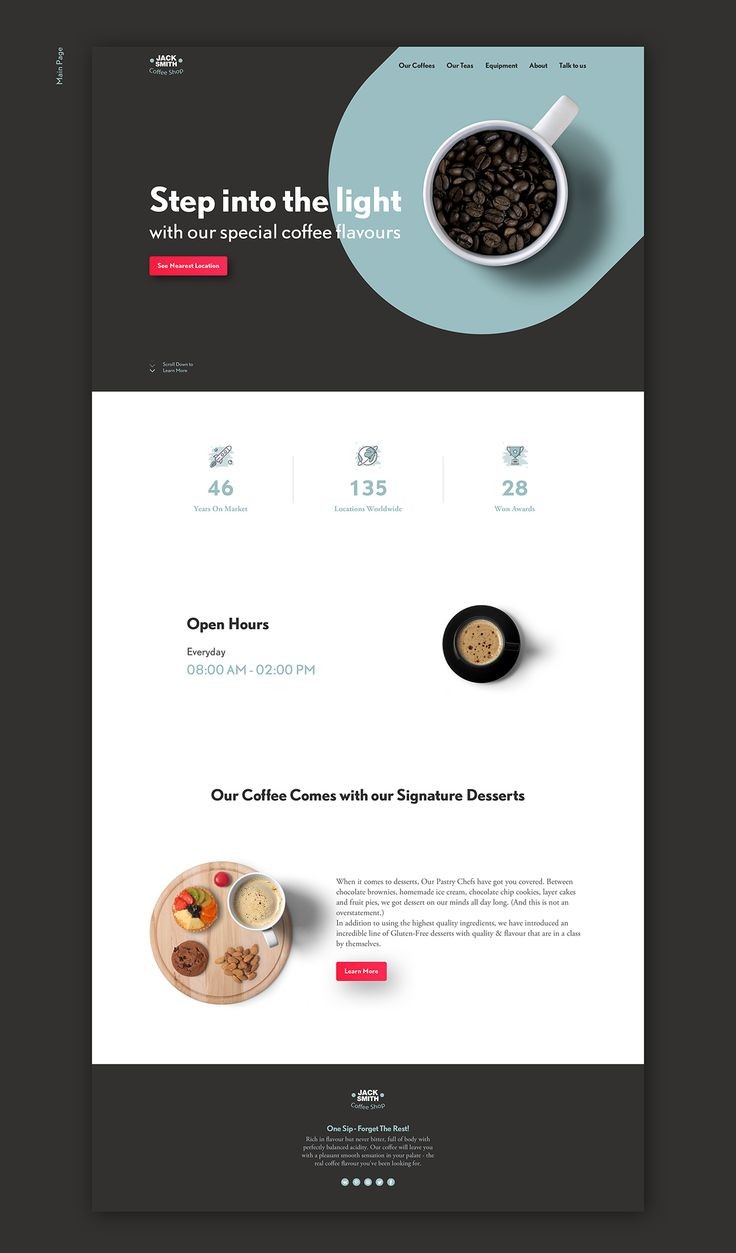 Main Page
JACK
SMITH
Coffee Shop
Our Coffees Our Teas Equipment About Talk to us
Step into the light
with our special coffee flavours
See Nearest Location
Scroll Down to
Learn More
46
Years On Market
135
Locations Worldwide
28
Won Awards
Open Hours
Everyday
08:00 AM - 02:00 PM
Our Coffee Comes with our Signature Desserts
When it comes to desserts, Our Pastry Chefs have got you covered. Between
chocolate brownies, homemade ice cream, chocolate chip cookies, layer cakes
and fruit pies, we got dessert on our minds all day long. (And this is not an
overstatement.)
In addition to using the highest quality ingredients, we have introduced an
incredible line of Gluten-Free desserts with quality & flavour that are in a class
by themselves.
Learn More
JACK
SMITH
Coffee Shop
One Sip - Forget The Rest!
Rich in flavour but never bitter, full of body with
perfectly balanced acidity. Our coffee will leave you
with a pleasant smooth sensation in your palate - the
real coffee flavour you've been looking for.